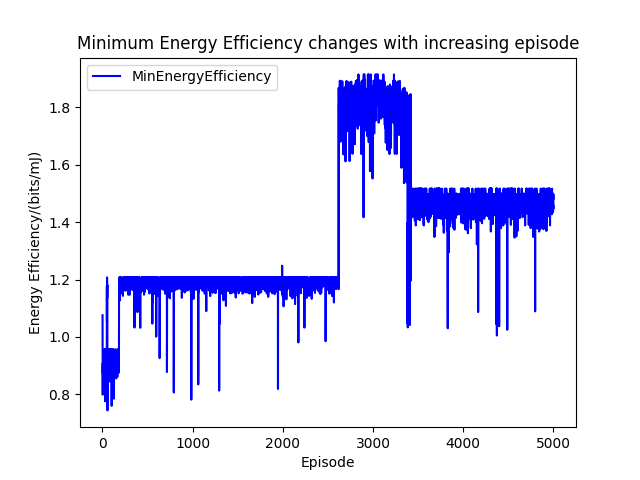 Minimum Energy Efficiency changes with increasing episode
MinEnergyEfficiency
Energy Efficiency/(bits/mJ)
1.8
1.6
1.4
1.2
1.0
0.8
0 1000 2000 3000 4000 5000
Episode